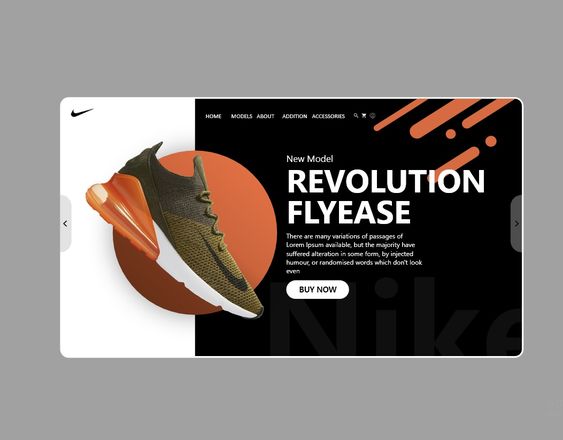 HOME MODELS ABOUT ADDITION ACCESSORIES
New Model
REVOLUTION
FLYEASE
There are many variations of passages of
Lorem Ipsum available, but the majority have
suffered alteration in some form, by injected
humour, or randomised words which don't look
even
BUY NOW
Nike